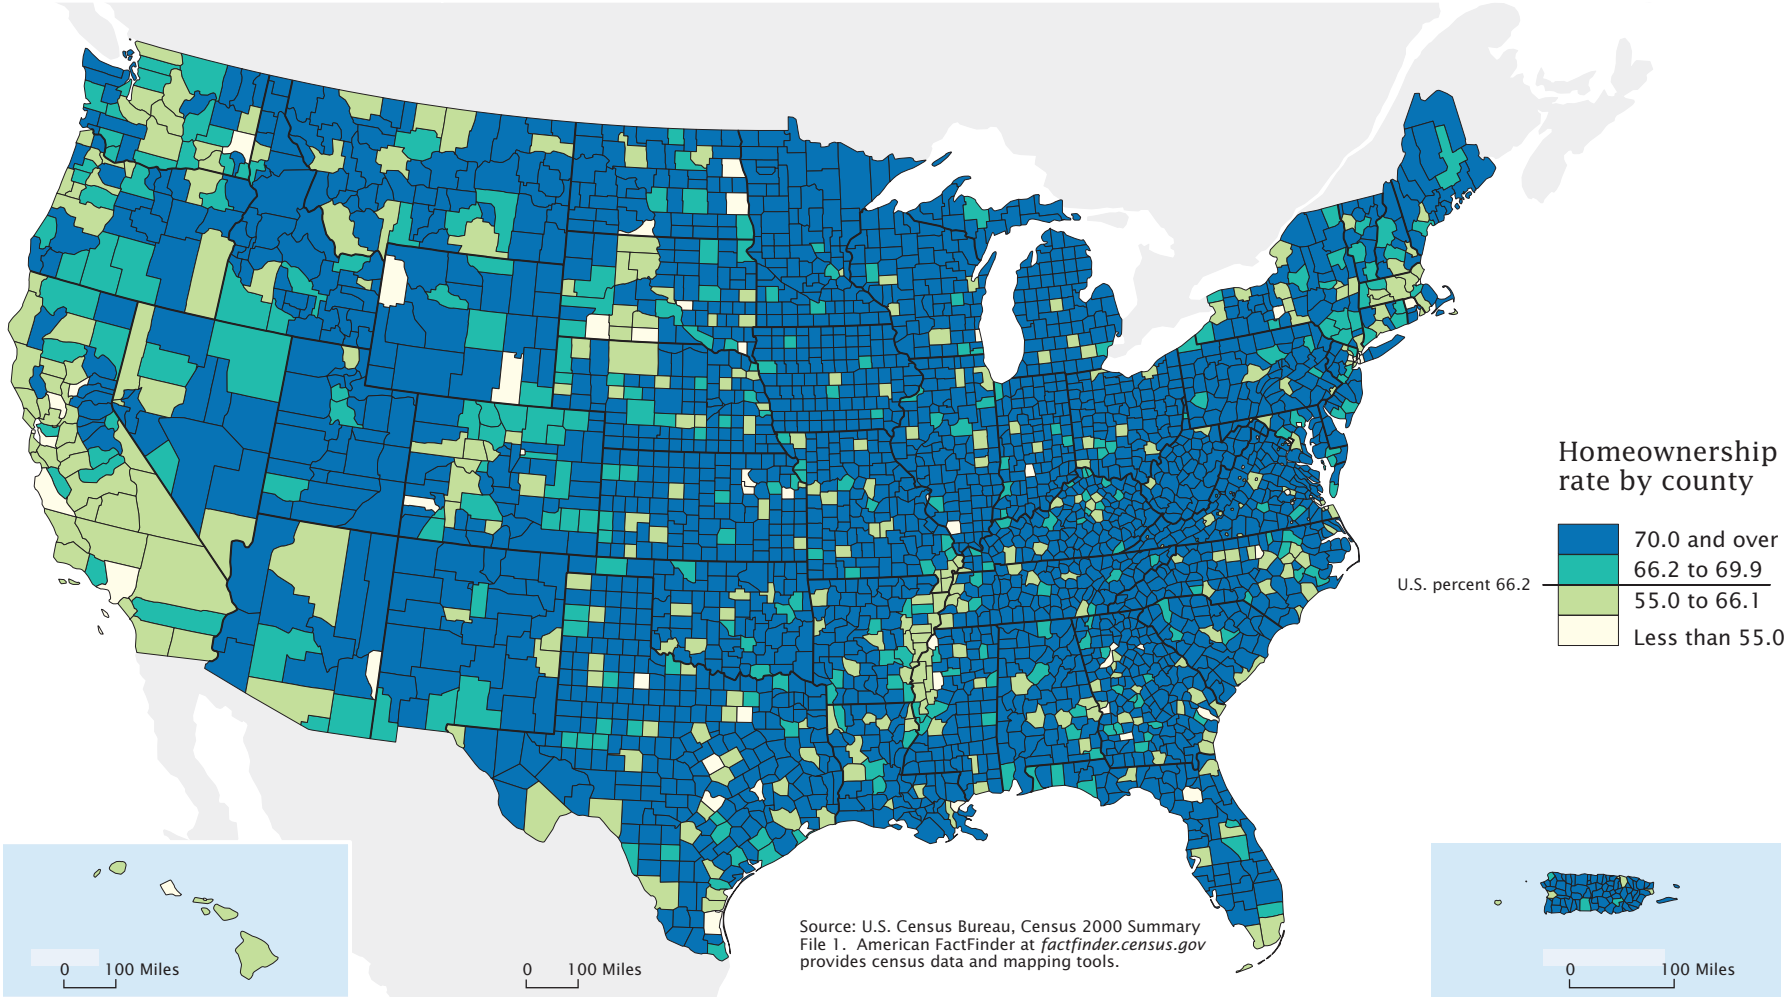 Homeownership
rate by county
70.0 and over
66.2 to 69.9
U.S. percent 66.2
55.0 to 66.1
Less than 55.0
Source: U.S. Census Bureau, Census 2000 Summary
File 1. American FactFinder at factfinder.census.gov
provides census data and mapping tools.
0 100 Miles
0 100 Miles
0 100 Miles